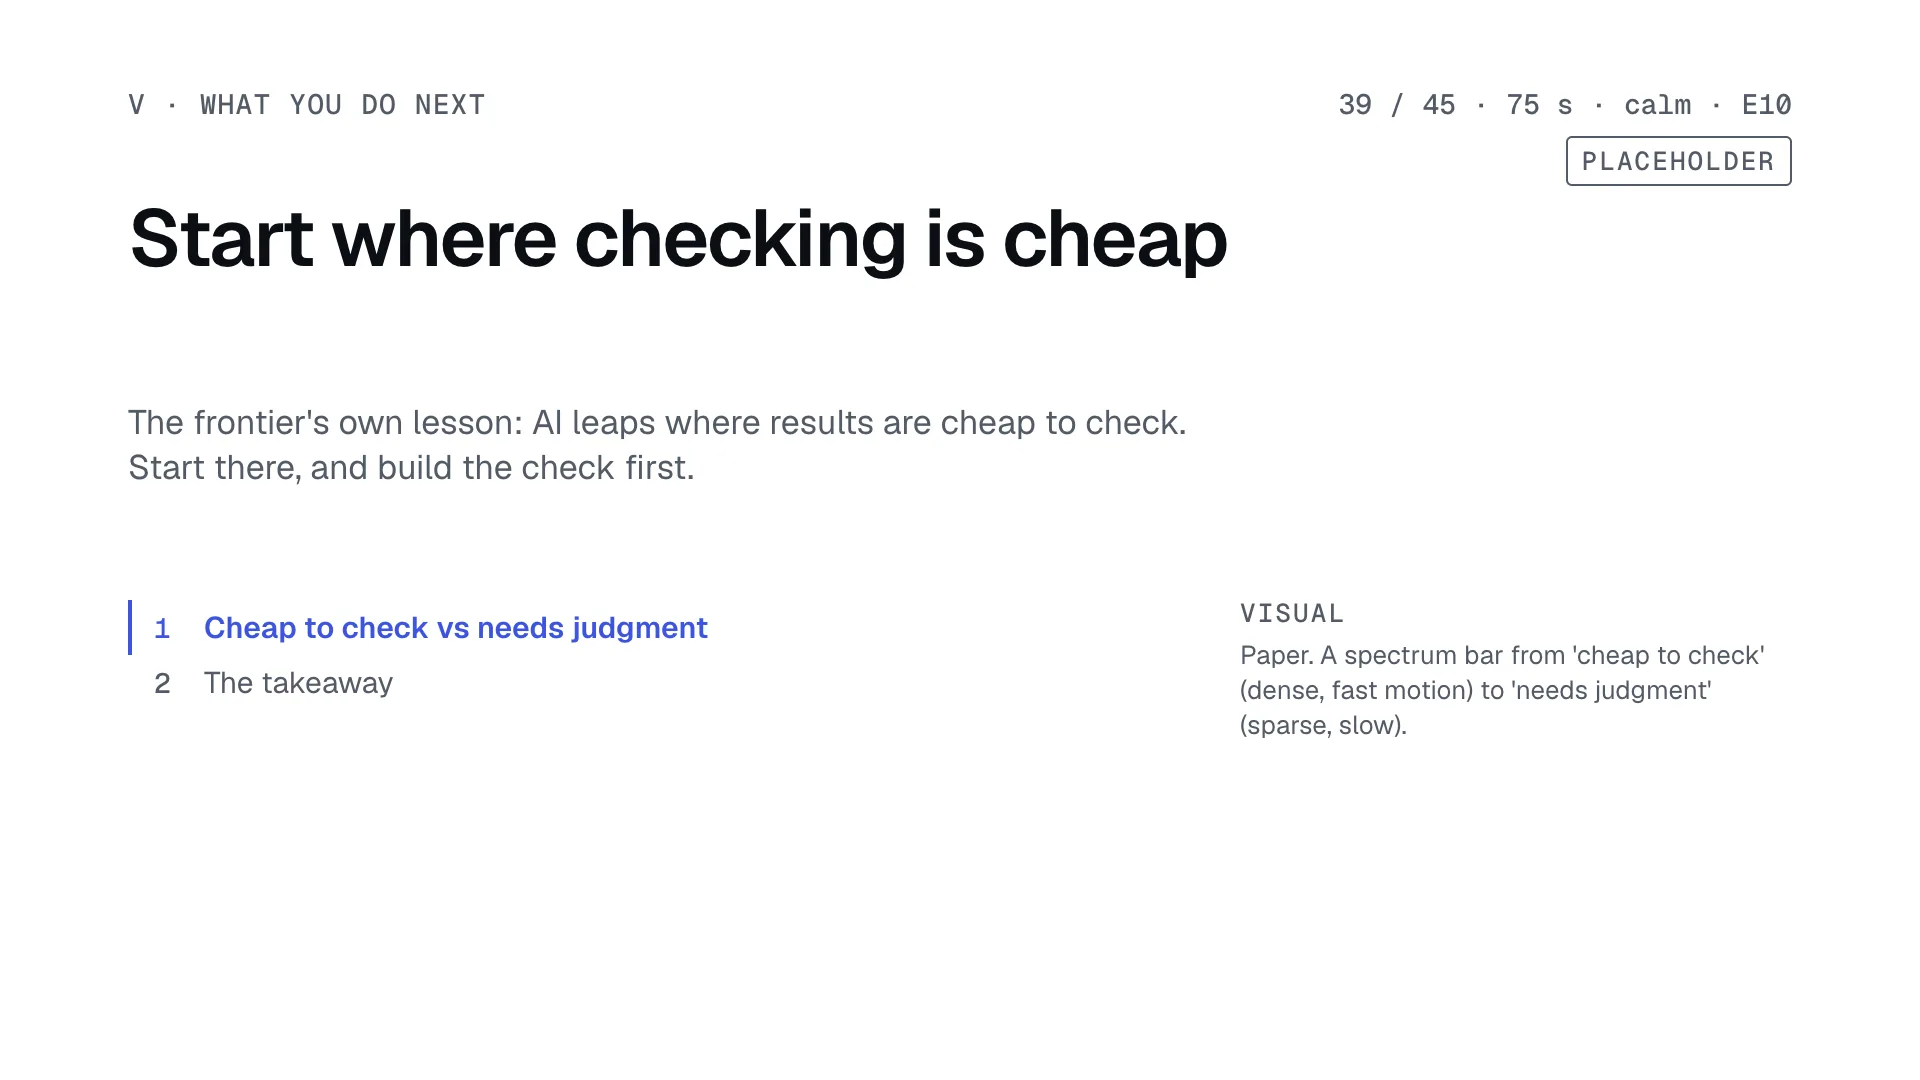 V · WHAT YOU DO NEXT
39 / 45 · 75 s · calm · E10
PLACEHOLDER
Start where checking is cheap
The frontier's own lesson: AI leaps where results are cheap to check.
Start there, and build the check first.
1 Cheap to check vs needs judgment
2 The takeaway
VISUAL
Paper. A spectrum bar from 'cheap to check'
(dense, fast motion) to 'needs judgment'
(sparse, slow).